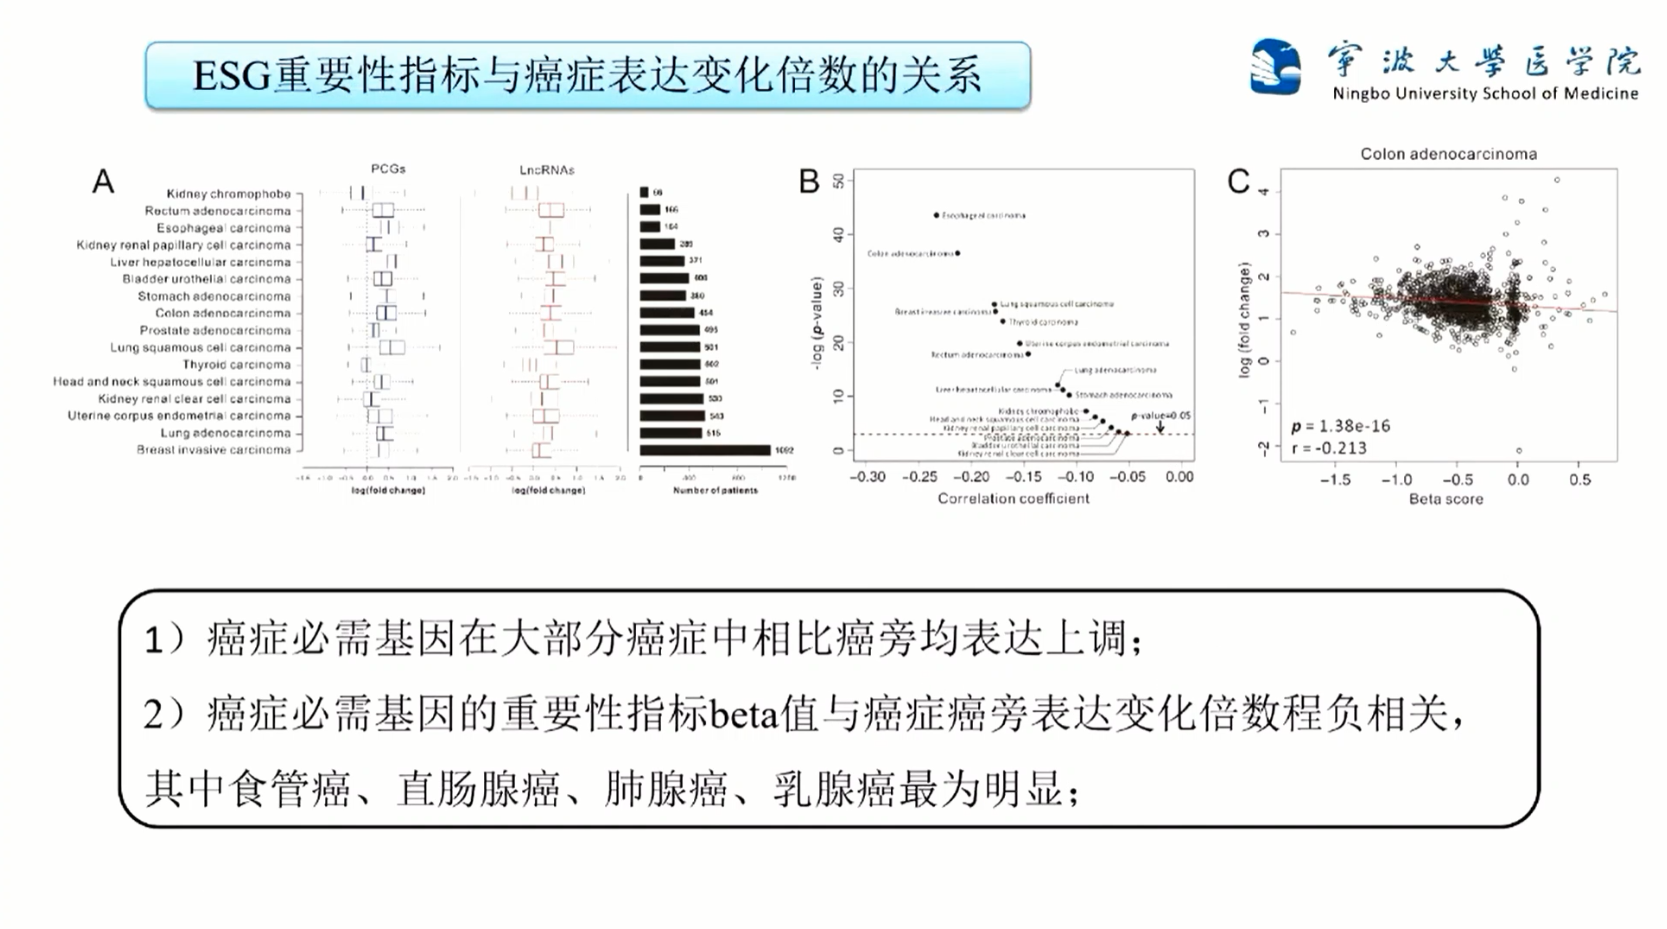 ESG重要性指标与癌症表达变化倍数的关系
寧波大學医学院
Ningbo University School of Medicine
A
PCGs
LncRNAs
Kidney chromophobe
66
Rectum adenocarcinoma
166
Esophageal carcinoma
184
Kidney renal papillary cell carcinoma
289
Liver hepatocellular carcinoma
371
Bladder urothelial carcinoma
408
Stomach adenocarcinoma
380
Colon adenocarcinoma
454
Prostate adenocarcinoma
495
Lung squamous cell carcinoma
501
Thyroid carcinoma
502
Head and neck squamous cell carcinoma
501
Kidney renal clear cell carcinoma
530
Uterine corpus endometrial carcinoma
543
Lung adenocarcinoma
515
Breast invasive carcinoma
1092
log(fold change)
log(fold change)
Number of patients
B
50
40
30
20
10
0
-log (p-value)
Esophageal carcinoma
Colon adenocarcinoma
Lung squamous cell carcinoma
Breast invasive carcinoma
Thyroid carcinoma
Uterine corpus endometrial carcinoma
Rectum adenocarcinoma
Lung adenocarcinoma
Liver hepatocellular carcinoma
Stomach adenocarcinoma
Kidney chromophobe
Head and neck squamous cell carcinoma
Kidney renal papillary cell carcinoma
Prostate adenocarcinoma
Bladder urothelial carcinoma
Kidney renal clear cell carcinoma
p-value=0.05
−0.30 −0.25 −0.20 −0.15 −0.10 −0.05 0.00
Correlation coefficient
C
Colon adenocarcinoma
4
3
2
1
0
−1
−2
log (fold change)
p = 1.38e-16
r = -0.213
−1.5 −1.0 −0.5 0.0 0.5
Beta score
1）癌症必需基因在大部分癌症中相比癌旁均表达上调；
2）癌症必需基因的重要性指标beta值与癌症癌旁表达变化倍数程负相关，
其中食管癌、直肠腺癌、肺腺癌、乳腺癌最为明显；